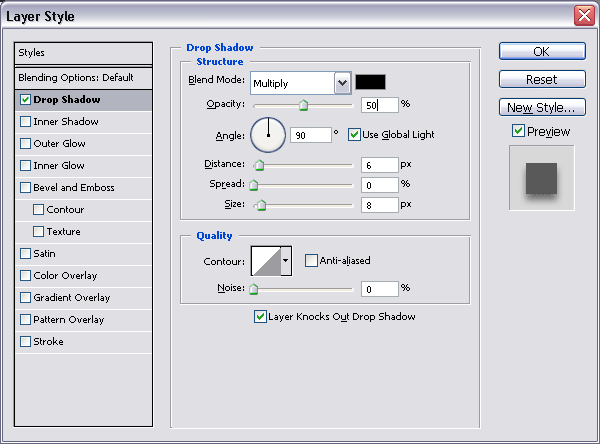 Layer Style
Styles
Blending Options: Default
Drop Shadow
Inner Shadow
Outer Glow
Inner Glow
Bevel and Emboss
Contour
Texture
Satin
Color Overlay
Gradient Overlay
Pattern Overlay
Stroke
Drop Shadow
Structure
Blend Mode: Multiply
Opacity: 50 %
Angle: 90 ° Use Global Light
Distance: 6 px
Spread: 0 %
Size: 8 px
Quality
Contour: Anti-aliased
Noise: 0 %
Layer Knocks Out Drop Shadow
OK
Reset
New Style...
Preview